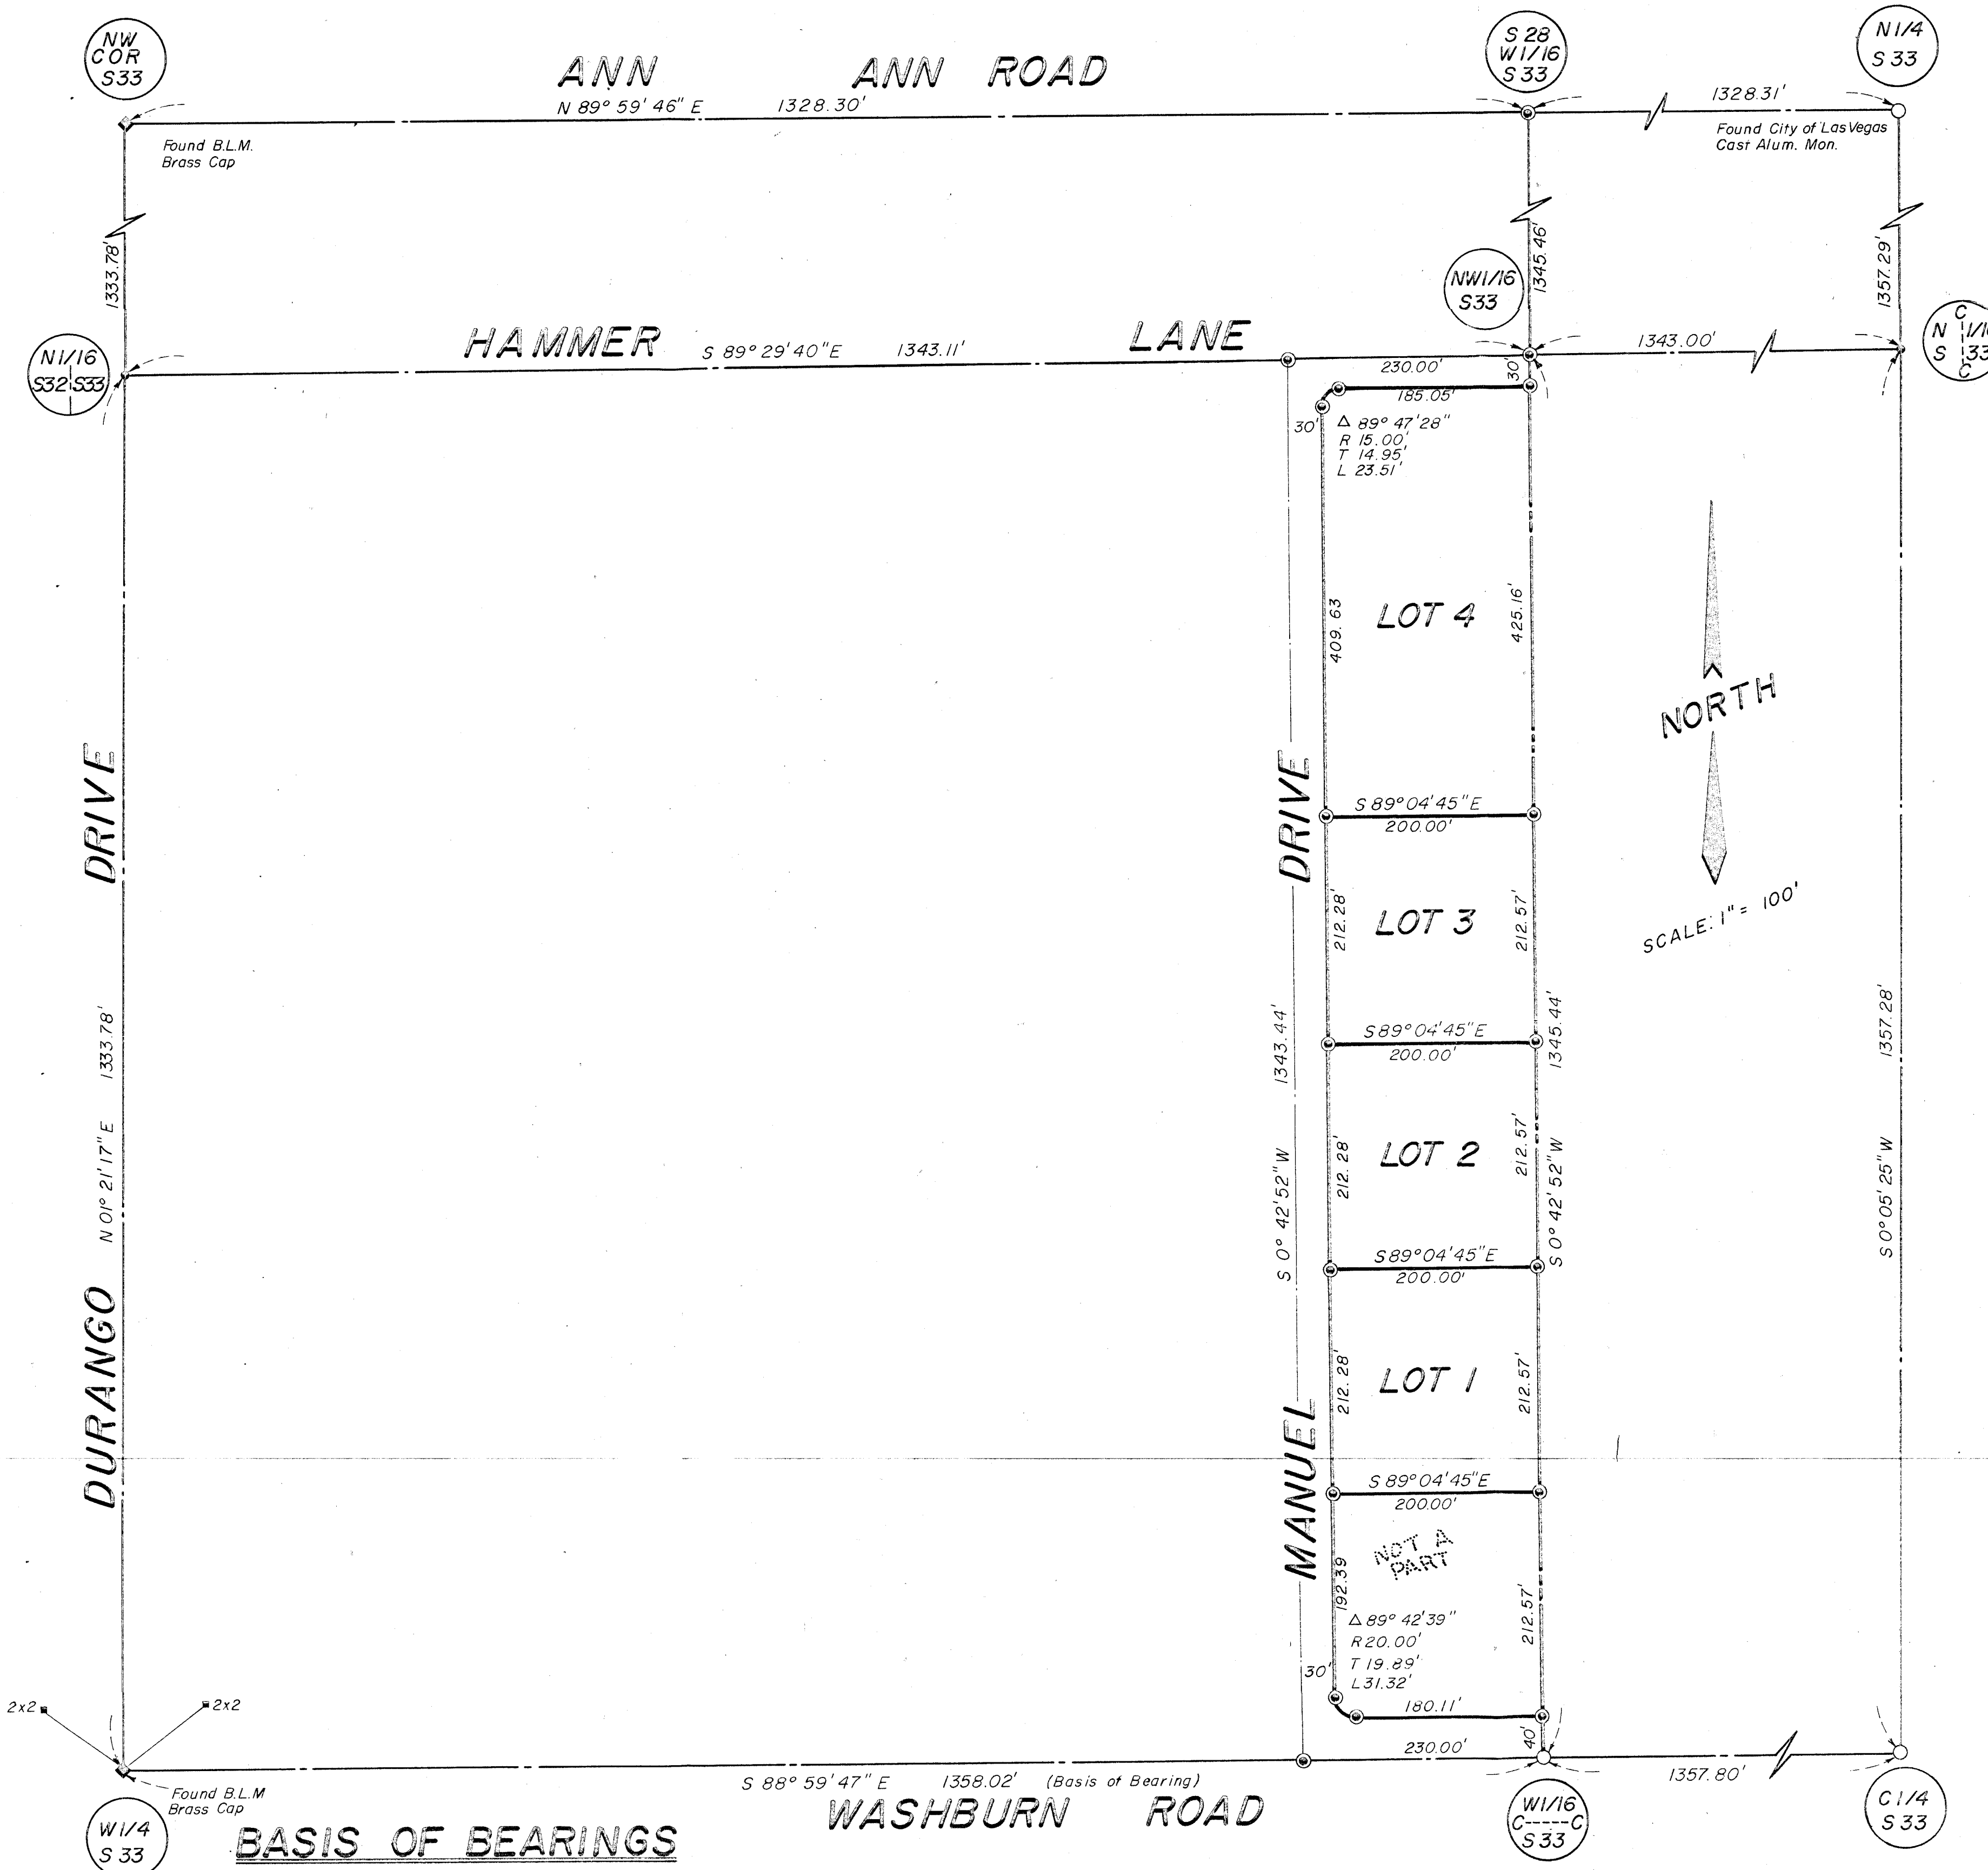 NW
COR
S33
ANN ANN ROAD
N 89° 59' 46" E 1328.30'
S 28
W1/16
S 33
N1/4
S 33
1328.31'
Found B.L.M.
Brass Cap
Found City of Las Vegas
Cast Alum. Mon.
1333.78'
1345.46'
1357.29'
NW1/16
S33
N1/16
S32 S33
HAMMER LANE
S 89° 29' 40" E 1343.11'
1343.00'
C
N 1/1
S 33
C
230.00'
30'
185.05'
30'
Δ 89° 47' 28"
R 15.00'
T 14.95'
L 23.51'
409.63
LOT 4
425.16'
NORTH
SCALE: 1" = 100'
S 89° 04' 45" E
200.00'
212.28'
LOT 3
212.57'
S 89° 04' 45" E
200.00'
212.28'
LOT 2
212.57'
S 89° 04' 45" E
200.00'
212.28'
LOT 1
212.57'
S 89° 04' 45" E
200.00'
NOT A
PART
192.39
212.57'
Δ 89° 42' 39"
R 20.00'
T 19.89'
L 31.32'
30'
180.11'
40'
230.00'
DURANGO DRIVE
N 01° 21' 17" E 1333.78'
MANUEL DRIVE
S 0° 42' 52" W 1343.44'
S 0° 42' 52" W 1345.44'
S 0° 05' 25" W 1357.28'
2x2
2x2
Found B.L.M
Brass Cap
W1/4
S 33
S 88° 59' 47" E 1358.02' (Basis of Bearing)
WASHBURN ROAD
BASIS OF BEARINGS
1357.80'
W1/16
C-----C
S 33
C 1/4
S 33